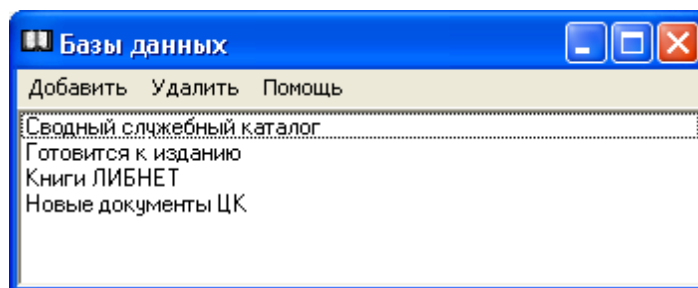 Базы данных
Добавить Удалить Помощь
Сводный служебный каталог
Готовится к изданию
Книги ЛИБНЕТ
Новые документы ЦК